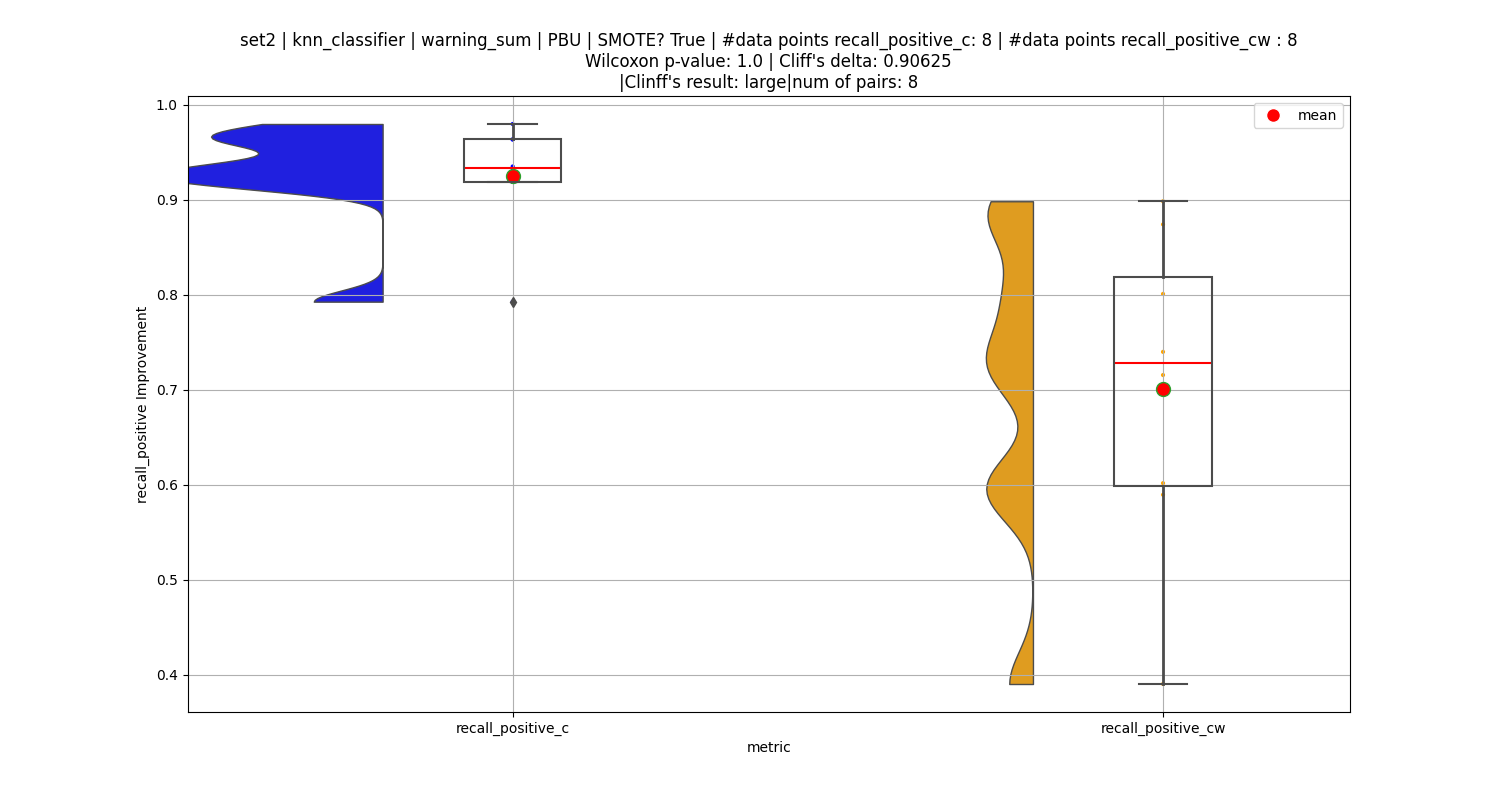 set2 | knn_classifier | warning_sum | PBU | SMOTE? True | #data points recall_positive_c: 8 | #data points recall_positive_cw : 8
Wilcoxon p-value: 1.0 | Cliff's delta: 0.90625
|Clinff's result: large|num of pairs: 8
mean
1.0
0.9
0.8
0.7
0.6
0.5
0.4
recall_positive Improvement
recall_positive_c
recall_positive_cw
metric